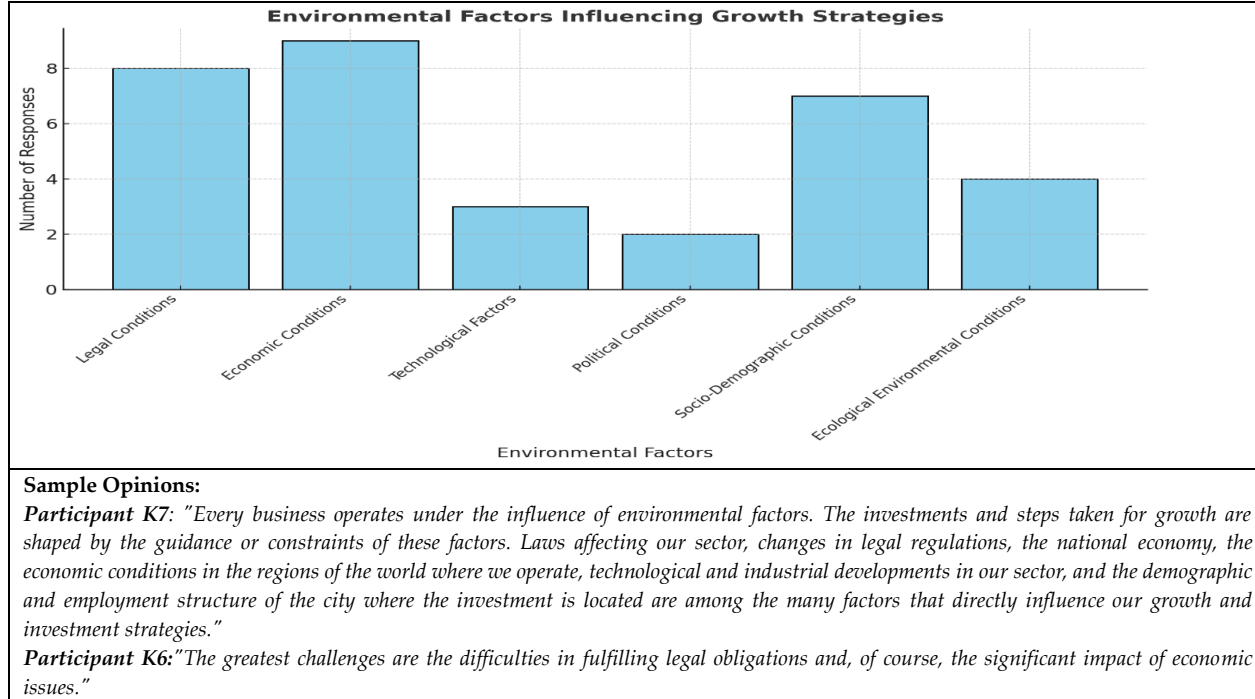 Environmental Factors Influencing Growth Strategies
Number of Responses
8
6
4
2
0
Legal Conditions
Economic Conditions
Technological Factors
Political Conditions
Socio-Demographic Conditions
Ecological Environmental Conditions
Environmental Factors
Sample Opinions:
Participant K7: "Every business operates under the influence of environmental factors. The investments and steps taken for growth are
shaped by the guidance or constraints of these factors. Laws affecting our sector, changes in legal regulations, the national economy, the
economic conditions in the regions of the world where we operate, technological and industrial developments in our sector, and the demographic
and employment structure of the city where the investment is located are among the many factors that directly influence our growth and
investment strategies."
Participant K6:"The greatest challenges are the difficulties in fulfilling legal obligations and, of course, the significant impact of economic
issues."